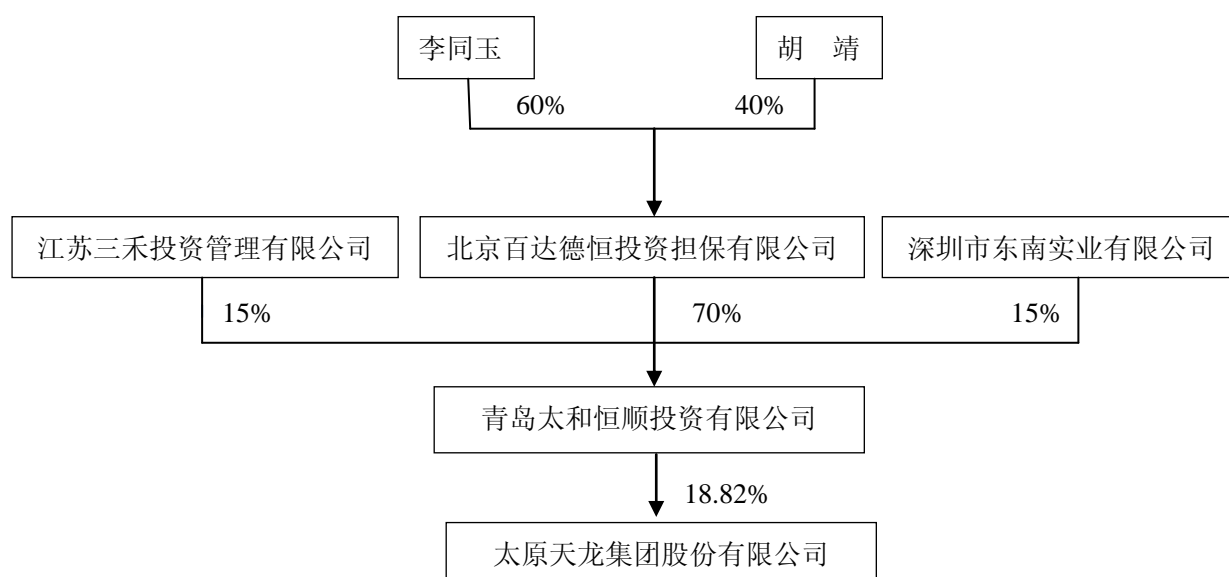 李同玉
胡 靖
60%
40%
江苏三禾投资管理有限公司
北京百达德恒投资担保有限公司
深圳市东南实业有限公司
15%
70%
15%
青岛太和恒顺投资有限公司
18.82%
太原天龙集团股份有限公司